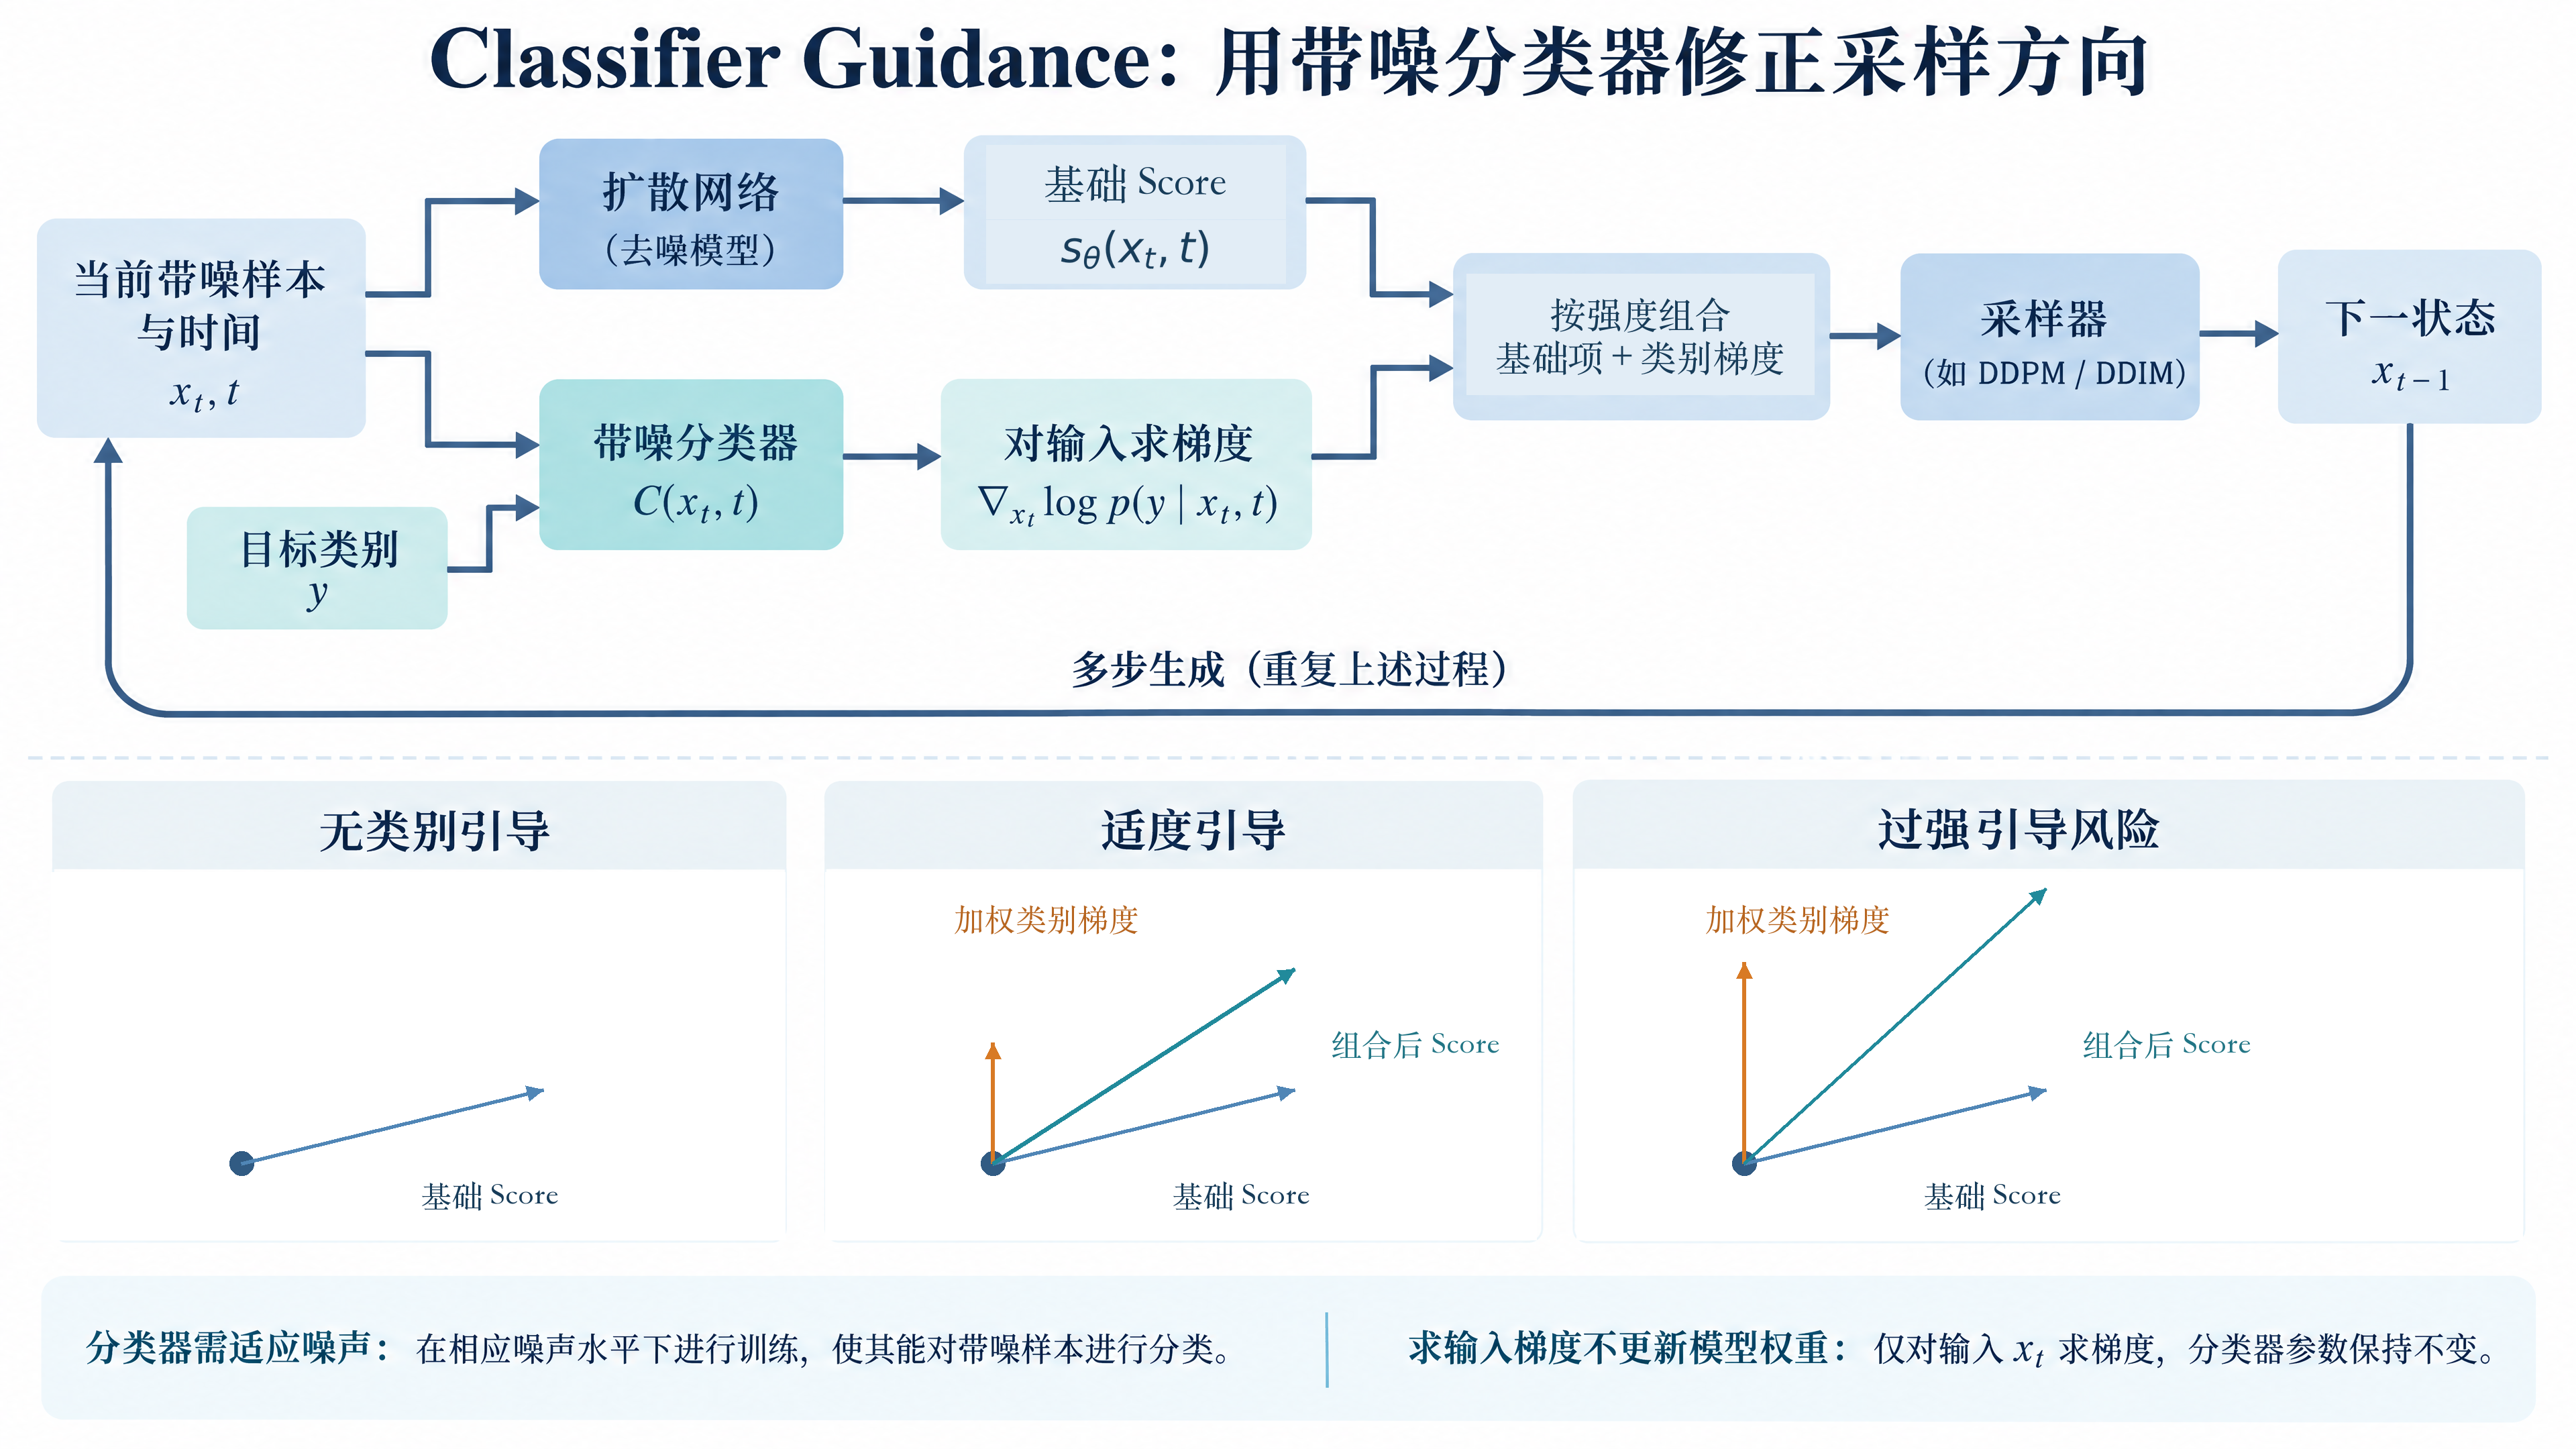 Classifier Guidance：用带噪分类器修正采样方向
当前带噪样本
与时间
x_t, t
目标类别
y
扩散网络
（去噪模型）
带噪分类器
C(x_t, t)
基础 Score
s_θ(x_t, t)
对输入求梯度
∇_{x_t} log p(y | x_t, t)
按强度组合
基础项 + 类别梯度
采样器
（如 DDPM / DDIM）
下一状态
x_{t−1}
多步生成（重复上述过程）
无类别引导
基础 Score
适度引导
加权类别梯度
组合后 Score
基础 Score
过强引导风险
加权类别梯度
组合后 Score
基础 Score
分类器需适应噪声：在相应噪声水平下进行训练，使其能对带噪样本进行分类。
求输入梯度不更新模型权重：仅对输入 x_t 求梯度，分类器参数保持不变。